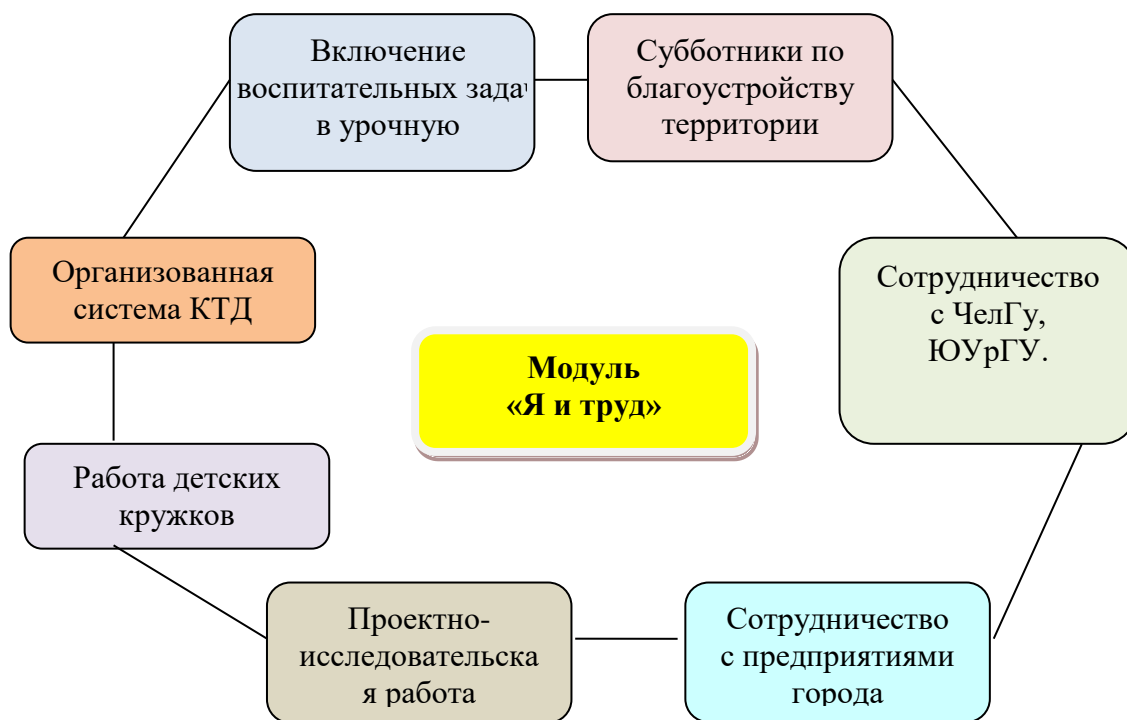 Включение
воспитательных задач
в урочную
Субботники по
благоустройству
территории
Организованная
система КТД
Сотрудничество
с ЧелГу,
ЮУрГУ.
Модуль
«Я и труд»
Работа детских
кружков
Проектно-
исследовательска
я работа
Сотрудничество
с предприятиями
города